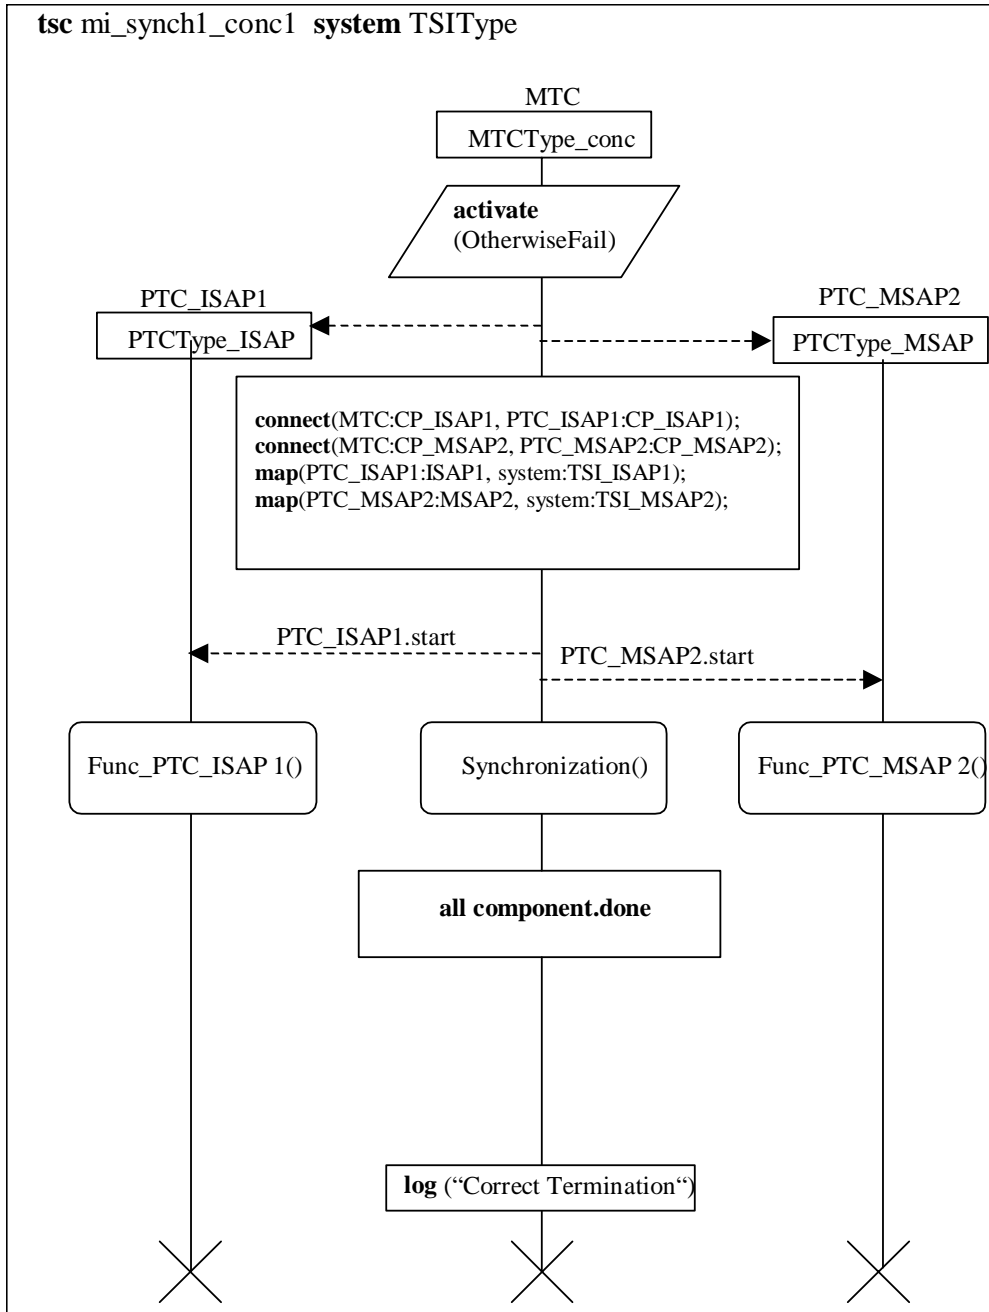 tsc mi_synch1_conc1 system TSIType
MTC
MTCType_conc
activate
(OtherwiseFail)
PTC_ISAP1
PTCType_ISAP
PTC_MSAP2
PTCType_MSAP
connect(MTC:CP_ISAP1, PTC_ISAP1:CP_ISAP1);
connect(MTC:CP_MSAP2, PTC_MSAP2:CP_MSAP2);
map(PTC_ISAP1:ISAP1, system:TSI_ISAP1);
map(PTC_MSAP2:MSAP2, system:TSI_MSAP2);
PTC_ISAP1.start
PTC_MSAP2.start
Func_PTC_ISAP 1()
Synchronization()
Func_PTC_MSAP 2()
all component.done
log (“Correct Termination“)